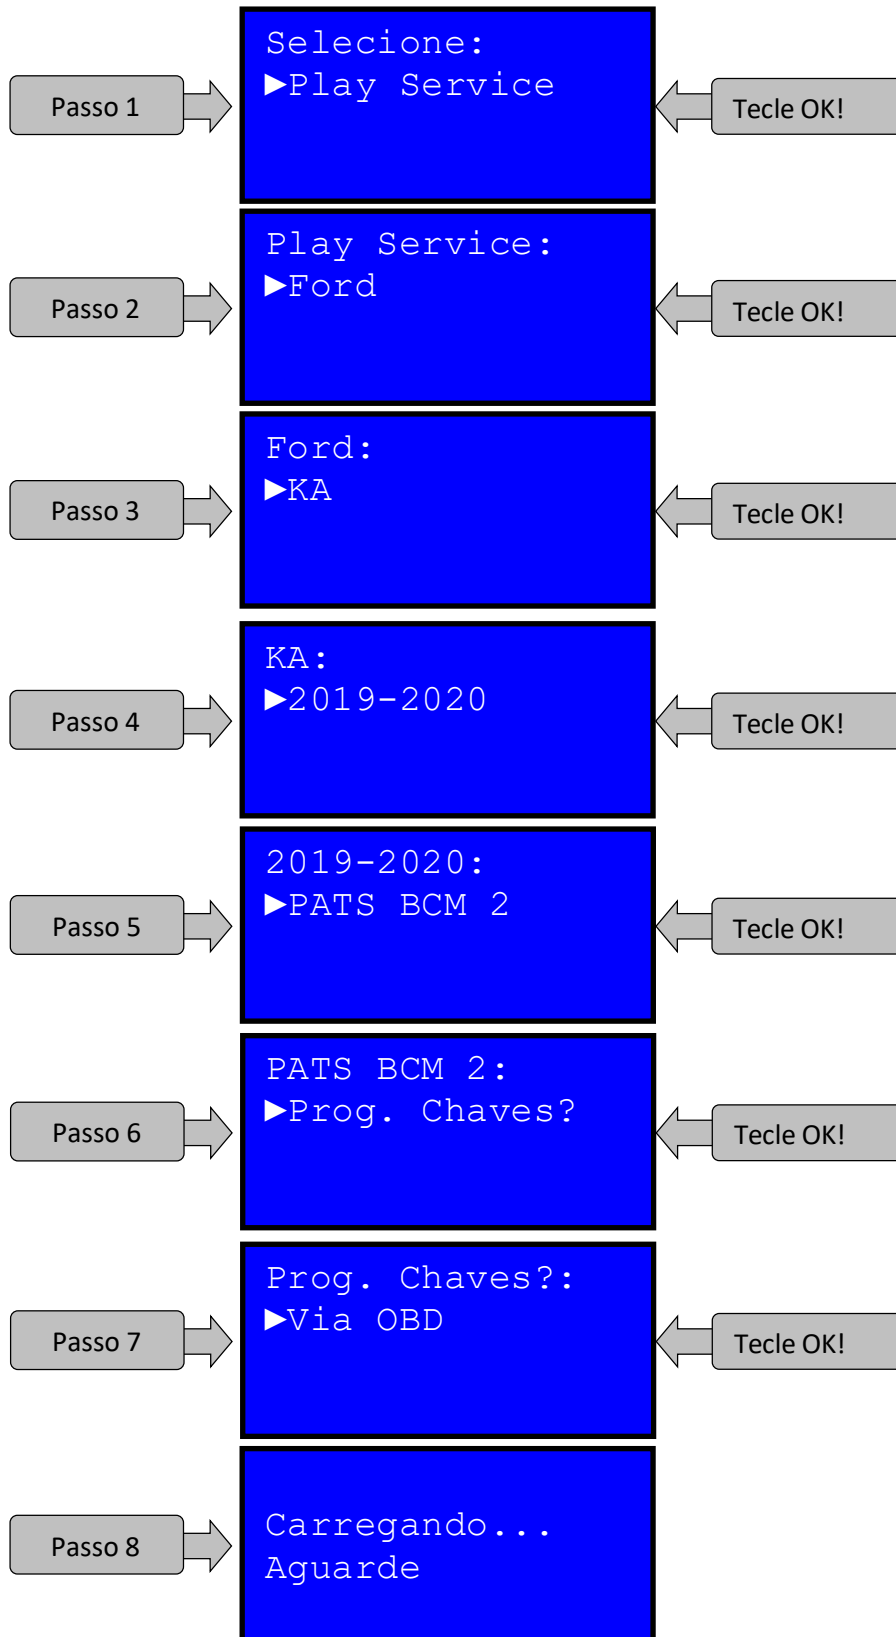 Selecione:
Passo 1
►Play Service
Tecle OK!
Play Service:
Passo 2
►Ford
Tecle OK!
Ford:
Passo 3
►KA
Tecle OK!
KA:
Passo 4
►2019-2020
Tecle OK!
2019-2020:
Passo 5
►PATS BCM 2
Tecle OK!
PATS BCM 2:
Passo 6
►Prog. Chaves?
Tecle OK!
Prog. Chaves?:
Passo 7
►Via OBD
Tecle OK!
Passo 8
Carregando...
Aguarde